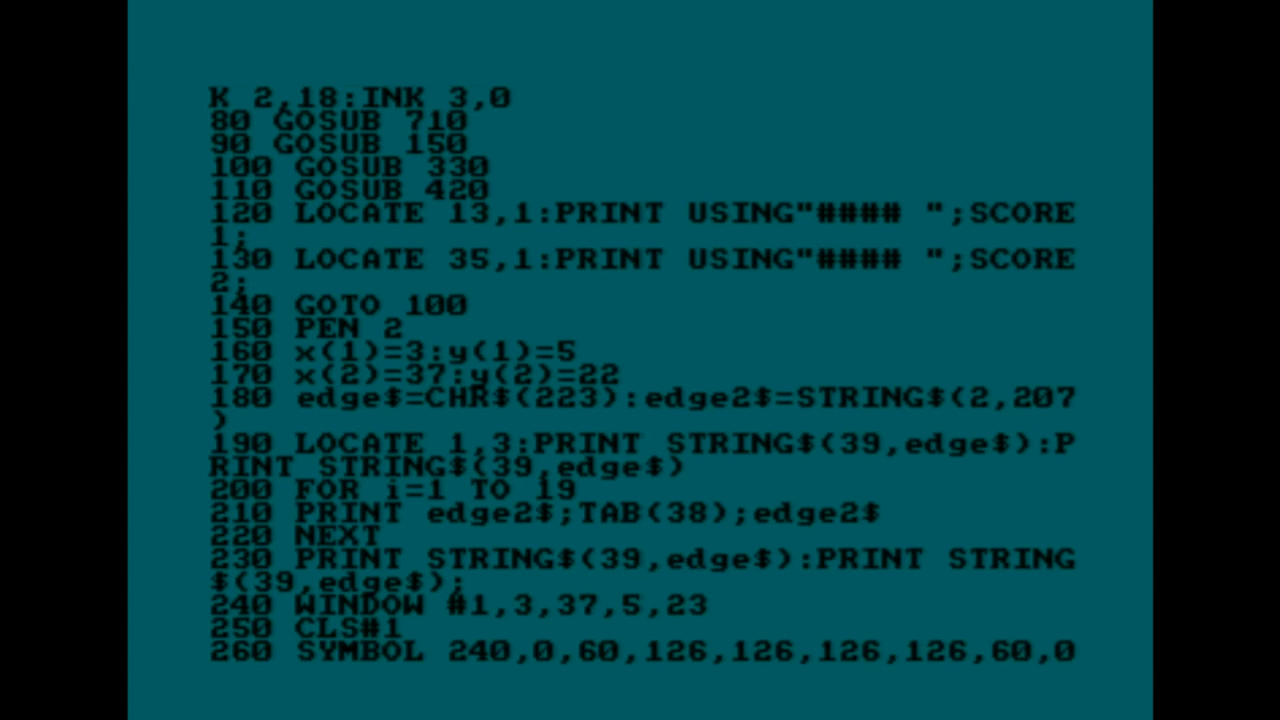 K 2,18:INK 3,0
80 GOSUB 710
90 GOSUB 150
100 GOSUB 330
110 GOSUB 420
120 LOCATE 13,1:PRINT USING"#### ";SCORE
1;
130 LOCATE 35,1:PRINT USING"#### ";SCORE
2;
140 GOTO 100
150 PEN 2
160 x(1)=3:y(1)=5
170 x(2)=37:y(2)=22
180 edge$=CHR$(223):edge2$=STRING$(2,207
)
190 LOCATE 1,3:PRINT STRING$(39,edge$):P
RINT STRING$(39,edge$)
200 FOR i=1 TO 19
210 PRINT edge2$;TAB(38);edge2$
220 NEXT
230 PRINT STRING$(39,edge$):PRINT STRING
$(39,edge$);
240 WINDOW #1,3,37,5,23
250 CLS#1
260 SYMBOL 240,0,60,126,126,126,126,60,0